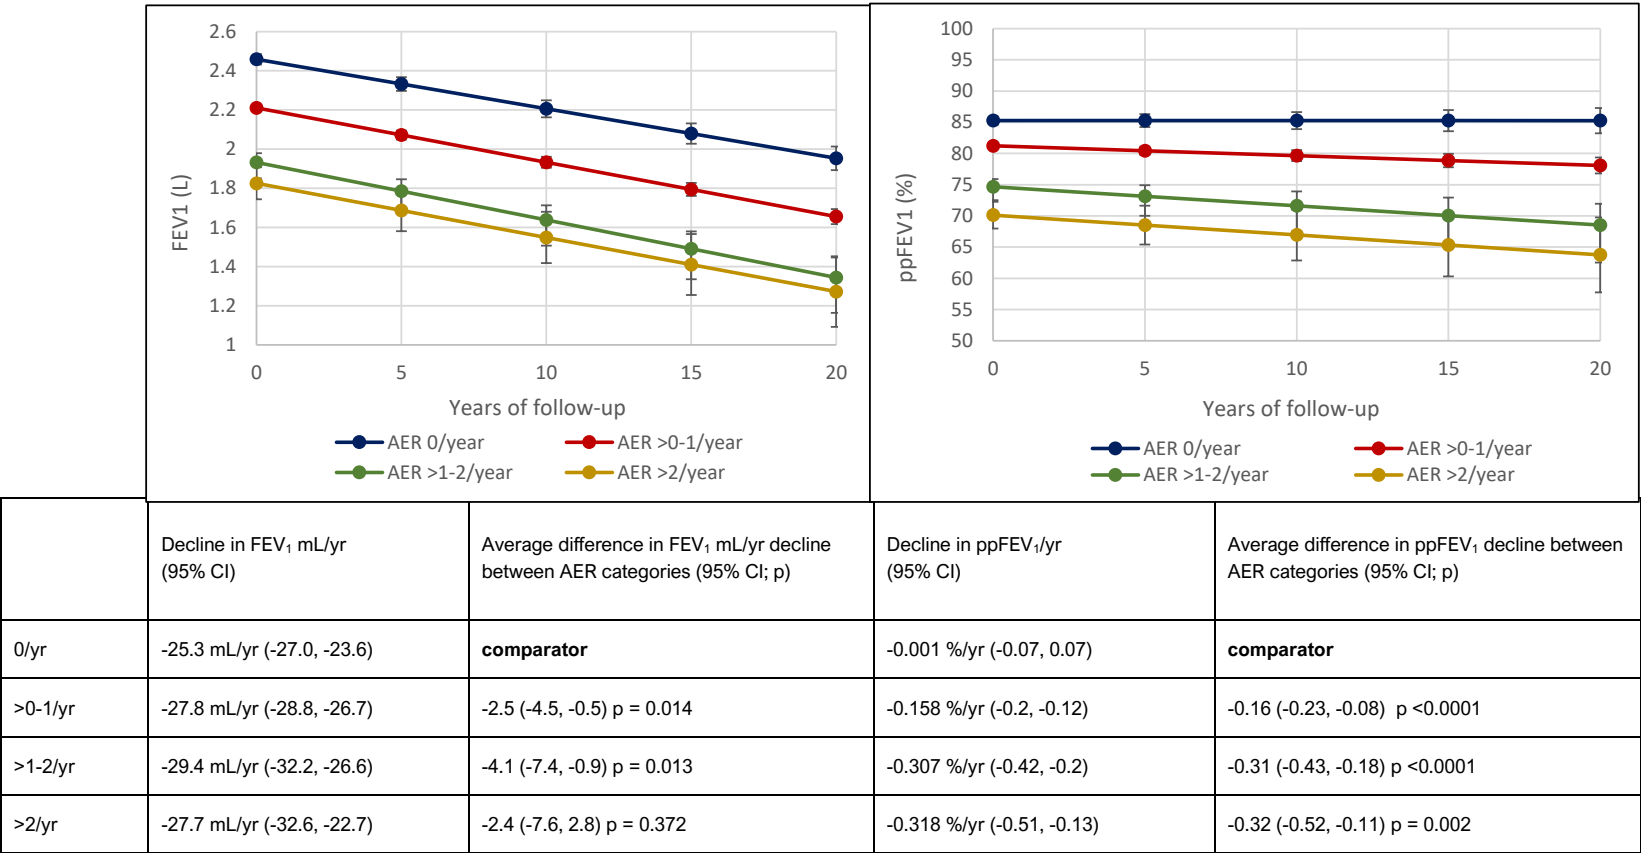 2.6
2.4
2.2
2
1.8
1.6
1.4
1.2
1
FEV1 (L)
0 5 10 15 20
Years of follow-up
AER 0/year AER >0-1/year
AER >1-2/year AER >2/year
100
95
90
85
80
75
70
65
60
55
50
ppFEV1 (%)
0 5 10 15 20
Years of follow-up
AER 0/year AER >0-1/year
AER >1-2/year AER >2/year
Decline in FEV₁ mL/yr
(95% CI)
Average difference in FEV₁ mL/yr decline
between AER categories (95% CI; p)
Decline in ppFEV₁/yr
(95% CI)
Average difference in ppFEV₁ decline between
AER categories (95% CI; p)
0/yr -25.3 mL/yr (-27.0, -23.6) comparator -0.001 %/yr (-0.07, 0.07) comparator
>0-1/yr -27.8 mL/yr (-28.8, -26.7) -2.5 (-4.5, -0.5) p = 0.014 -0.158 %/yr (-0.2, -0.12) -0.16 (-0.23, -0.08) p <0.0001
>1-2/yr -29.4 mL/yr (-32.2, -26.6) -4.1 (-7.4, -0.9) p = 0.013 -0.307 %/yr (-0.42, -0.2) -0.31 (-0.43, -0.18) p <0.0001
>2/yr -27.7 mL/yr (-32.6, -22.7) -2.4 (-7.6, 2.8) p = 0.372 -0.318 %/yr (-0.51, -0.13) -0.32 (-0.52, -0.11) p = 0.002